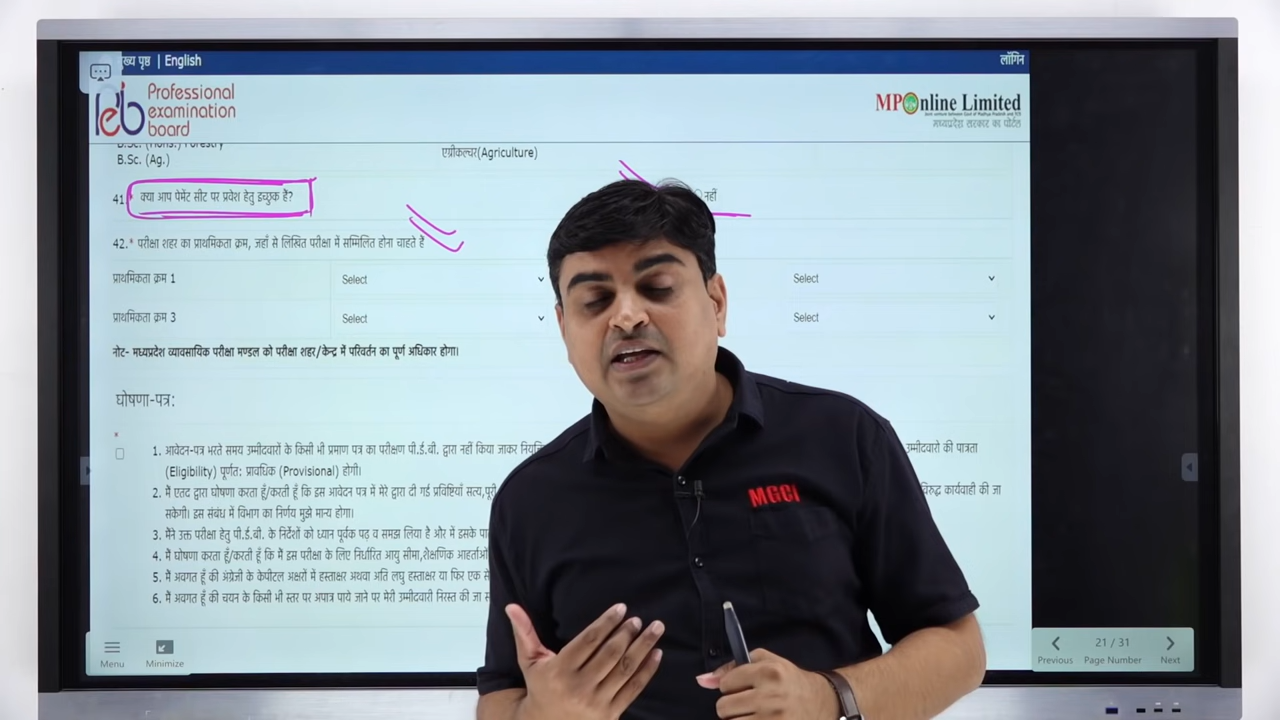 मुख्य पृष्ठ | English
लॉगिन
Peb Professional
examination
board
MPOnline Limited
मध्यप्रदेश सरकार का पोर्टल
B.Sc. (Hons.) Forestry
B.Sc. (Ag.)
एग्रीकल्चर(Agriculture)
41.* क्या आप पेमेंट सीट पर प्रवेश हेतु इच्छुक हैं?
नहीं
42.* परीक्षा शहर का प्राथमिकता क्रम, जहाँ से लिखित परीक्षा में सम्मिलित होना चाहते हैं
प्राथमिकता क्रम 1 Select Select
प्राथमिकता क्रम 3 Select Select
नोट- मध्यप्रदेश व्यावसायिक परीक्षा मण्डल को परीक्षा शहर/केन्द्र में परिवर्तन का पूर्ण अधिकार होगा।
घोषणा-पत्र:
*
1. आवेदन-पत्र भरते समय उम्मीदवारों के किसी भी प्रमाण पत्र का परीक्षण पी.ई.बी. द्वारा नहीं किया जाकर उम्मीदवारो की पात्रता
(Eligibility) पूर्णत: प्रावधिक (Provisional) होगी।
2. मैं एतद द्वारा घोषणा करता हूँ/करती हूँ कि इस आवेदन पत्र में मेरे द्वारा दी गई प्रविष्टियाँ सत्य, कार्यवाही की जा
सकेगी। इस संबंध में विभाग का निर्णय मुझे मान्य होगा।
3. मैंने उक्त परीक्षा हेतु पी.ई.बी. के निर्देशों को ध्यान पूर्वक पढ़ व समझ लिया है और मैं इसके
4. मैं घोषणा करता हूँ/करती हूँ कि मैं इस परीक्षा के लिए निर्धारित आयु सीमा,शैक्षणिक
5. मैं अवगत हूँ की अंग्रेजी के केपीटल अक्षरों में हस्ताक्षर अथवा अति लघु हस्ताक्षर या फिर एक
6. मैं अवगत हूँ की चयन के किसी भी स्तर पर अपात्र पाये जाने पर मेरी उम्मीदवारी निरस्त की जा
MGCI
Menu
Minimize
21 / 31
Previous Page Number Next